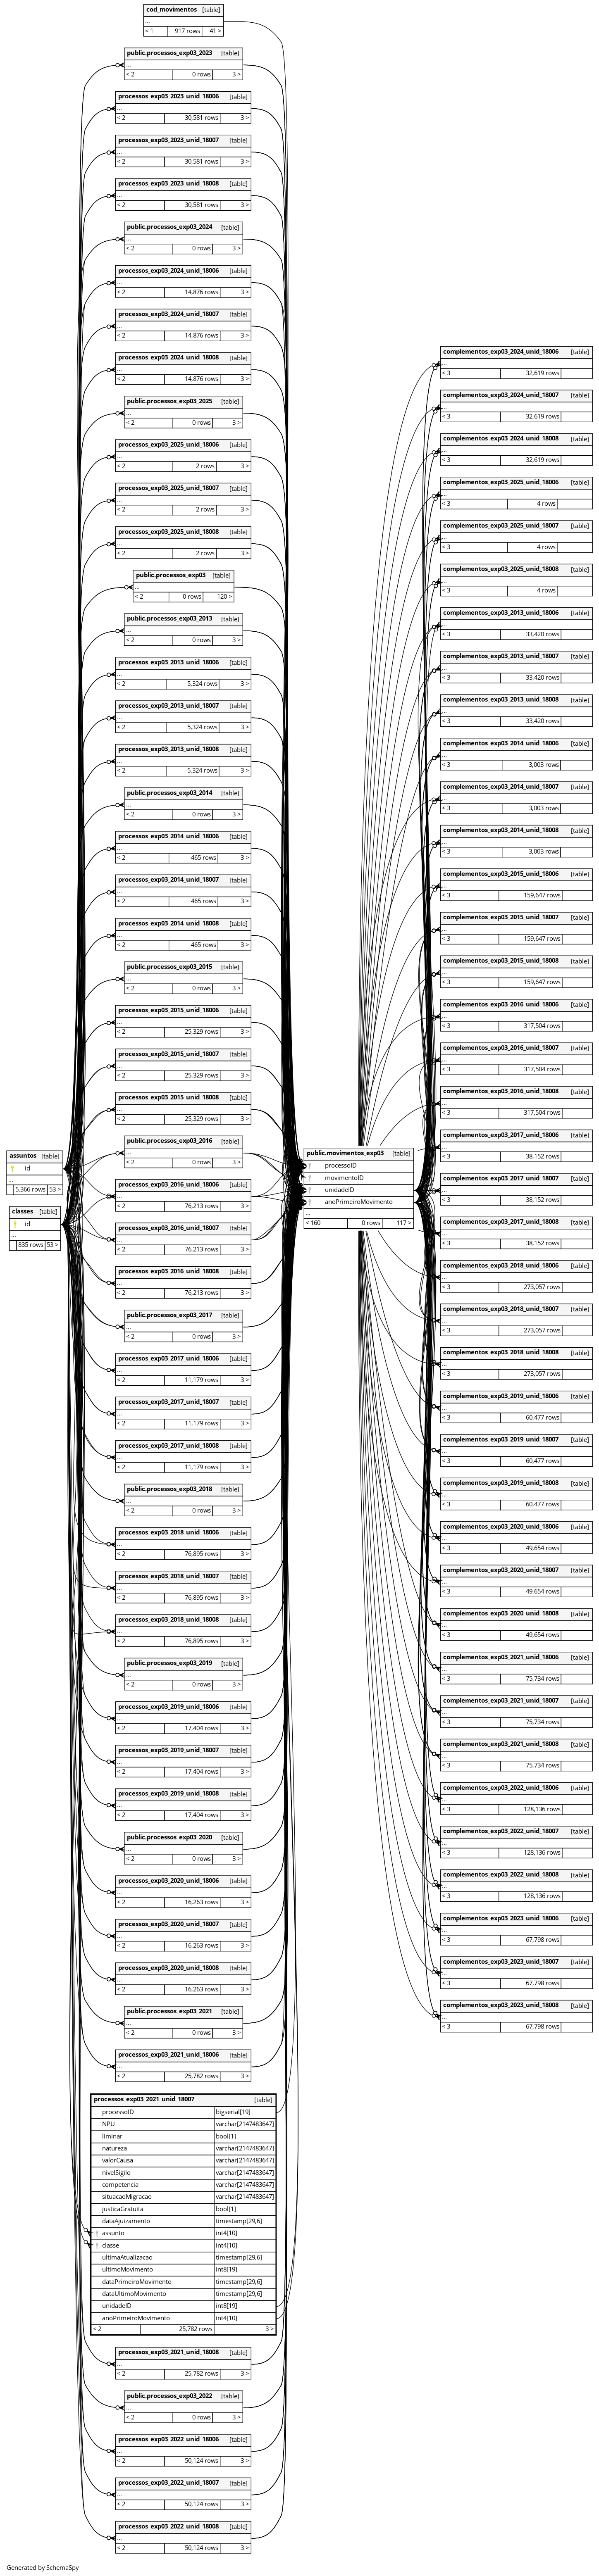 cod_movimentos [table]
...
< 1 917 rows 41 >
public.processos_exp03_2023 [table]
...
< 2 0 rows 3 >
processos_exp03_2023_unid_18006 [table]
...
< 2 30,581 rows 3 >
processos_exp03_2023_unid_18007 [table]
...
< 2 30,581 rows 3 >
processos_exp03_2023_unid_18008 [table]
...
< 2 30,581 rows 3 >
public.processos_exp03_2024 [table]
...
< 2 0 rows 3 >
processos_exp03_2024_unid_18006 [table]
...
< 2 14,876 rows 3 >
processos_exp03_2024_unid_18007 [table]
...
< 2 14,876 rows 3 >
processos_exp03_2024_unid_18008 [table]
...
< 2 14,876 rows 3 >
public.processos_exp03_2025 [table]
...
< 2 0 rows 3 >
processos_exp03_2025_unid_18006 [table]
...
< 2 2 rows 3 >
processos_exp03_2025_unid_18007 [table]
...
< 2 2 rows 3 >
processos_exp03_2025_unid_18008 [table]
...
< 2 2 rows 3 >
public.processos_exp03 [table]
...
< 2 0 rows 120 >
public.processos_exp03_2013 [table]
...
< 2 0 rows 3 >
processos_exp03_2013_unid_18006 [table]
...
< 2 5,324 rows 3 >
processos_exp03_2013_unid_18007 [table]
...
< 2 5,324 rows 3 >
processos_exp03_2013_unid_18008 [table]
...
< 2 5,324 rows 3 >
public.processos_exp03_2014 [table]
...
< 2 0 rows 3 >
processos_exp03_2014_unid_18006 [table]
...
< 2 465 rows 3 >
processos_exp03_2014_unid_18007 [table]
...
< 2 465 rows 3 >
processos_exp03_2014_unid_18008 [table]
...
< 2 465 rows 3 >
public.processos_exp03_2015 [table]
...
< 2 0 rows 3 >
processos_exp03_2015_unid_18006 [table]
...
< 2 25,329 rows 3 >
processos_exp03_2015_unid_18007 [table]
...
< 2 25,329 rows 3 >
processos_exp03_2015_unid_18008 [table]
...
< 2 25,329 rows 3 >
public.processos_exp03_2016 [table]
...
< 2 0 rows 3 >
processos_exp03_2016_unid_18006 [table]
...
< 2 76,213 rows 3 >
processos_exp03_2016_unid_18007 [table]
...
< 2 76,213 rows 3 >
processos_exp03_2016_unid_18008 [table]
...
< 2 76,213 rows 3 >
public.processos_exp03_2017 [table]
...
< 2 0 rows 3 >
processos_exp03_2017_unid_18006 [table]
...
< 2 11,179 rows 3 >
processos_exp03_2017_unid_18007 [table]
...
< 2 11,179 rows 3 >
processos_exp03_2017_unid_18008 [table]
...
< 2 11,179 rows 3 >
public.processos_exp03_2018 [table]
...
< 2 0 rows 3 >
processos_exp03_2018_unid_18006 [table]
...
< 2 76,895 rows 3 >
processos_exp03_2018_unid_18007 [table]
...
< 2 76,895 rows 3 >
processos_exp03_2018_unid_18008 [table]
...
< 2 76,895 rows 3 >
public.processos_exp03_2019 [table]
...
< 2 0 rows 3 >
processos_exp03_2019_unid_18006 [table]
...
< 2 17,404 rows 3 >
processos_exp03_2019_unid_18007 [table]
...
< 2 17,404 rows 3 >
processos_exp03_2019_unid_18008 [table]
...
< 2 17,404 rows 3 >
public.processos_exp03_2020 [table]
...
< 2 0 rows 3 >
processos_exp03_2020_unid_18006 [table]
...
< 2 16,263 rows 3 >
processos_exp03_2020_unid_18007 [table]
...
< 2 16,263 rows 3 >
processos_exp03_2020_unid_18008 [table]
...
< 2 16,263 rows 3 >
public.processos_exp03_2021 [table]
...
< 2 0 rows 3 >
processos_exp03_2021_unid_18006 [table]
...
< 2 25,782 rows 3 >
processos_exp03_2021_unid_18007 [table]
processoID bigserial[19]
NPU varchar[2147483647]
liminar bool[1]
natureza varchar[2147483647]
valorCausa varchar[2147483647]
nivelSigilo varchar[2147483647]
competencia varchar[2147483647]
situacaoMigracao varchar[2147483647]
justicaGratuita bool[1]
dataAjuizamento timestamp[29,6]
assunto int4[10]
classe int4[10]
ultimaAtualizacao timestamp[29,6]
ultimoMovimento int8[19]
dataPrimeiroMovimento timestamp[29,6]
dataUltimoMovimento timestamp[29,6]
unidadeID int8[19]
anoPrimeiroMovimento int4[10]
< 2 25,782 rows 3 >
processos_exp03_2021_unid_18008 [table]
...
< 2 25,782 rows 3 >
public.processos_exp03_2022 [table]
...
< 2 0 rows 3 >
processos_exp03_2022_unid_18006 [table]
...
< 2 50,124 rows 3 >
processos_exp03_2022_unid_18007 [table]
...
< 2 50,124 rows 3 >
processos_exp03_2022_unid_18008 [table]
...
< 2 50,124 rows 3 >
assuntos [table]
id
...
5,366 rows 53 >
classes [table]
id
...
835 rows 53 >
public.movimentos_exp03 [table]
processoID
movimentoID
unidadeID
anoPrimeiroMovimento
...
< 160 0 rows 117 >
complementos_exp03_2024_unid_18006 [table]
...
< 3 32,619 rows
complementos_exp03_2024_unid_18007 [table]
...
< 3 32,619 rows
complementos_exp03_2024_unid_18008 [table]
...
< 3 32,619 rows
complementos_exp03_2025_unid_18006 [table]
...
< 3 4 rows
complementos_exp03_2025_unid_18007 [table]
...
< 3 4 rows
complementos_exp03_2025_unid_18008 [table]
...
< 3 4 rows
complementos_exp03_2013_unid_18006 [table]
...
< 3 33,420 rows
complementos_exp03_2013_unid_18007 [table]
...
< 3 33,420 rows
complementos_exp03_2013_unid_18008 [table]
...
< 3 33,420 rows
complementos_exp03_2014_unid_18006 [table]
...
< 3 3,003 rows
complementos_exp03_2014_unid_18007 [table]
...
< 3 3,003 rows
complementos_exp03_2014_unid_18008 [table]
...
< 3 3,003 rows
complementos_exp03_2015_unid_18006 [table]
...
< 3 159,647 rows
complementos_exp03_2015_unid_18007 [table]
...
< 3 159,647 rows
complementos_exp03_2015_unid_18008 [table]
...
< 3 159,647 rows
complementos_exp03_2016_unid_18006 [table]
...
< 3 317,504 rows
complementos_exp03_2016_unid_18007 [table]
...
< 3 317,504 rows
complementos_exp03_2016_unid_18008 [table]
...
< 3 317,504 rows
complementos_exp03_2017_unid_18006 [table]
...
< 3 38,152 rows
complementos_exp03_2017_unid_18007 [table]
...
< 3 38,152 rows
complementos_exp03_2017_unid_18008 [table]
...
< 3 38,152 rows
complementos_exp03_2018_unid_18006 [table]
...
< 3 273,057 rows
complementos_exp03_2018_unid_18007 [table]
...
< 3 273,057 rows
complementos_exp03_2018_unid_18008 [table]
...
< 3 273,057 rows
complementos_exp03_2019_unid_18006 [table]
...
< 3 60,477 rows
complementos_exp03_2019_unid_18007 [table]
...
< 3 60,477 rows
complementos_exp03_2019_unid_18008 [table]
...
< 3 60,477 rows
complementos_exp03_2020_unid_18006 [table]
...
< 3 49,654 rows
complementos_exp03_2020_unid_18007 [table]
...
< 3 49,654 rows
complementos_exp03_2020_unid_18008 [table]
...
< 3 49,654 rows
complementos_exp03_2021_unid_18006 [table]
...
< 3 75,734 rows
complementos_exp03_2021_unid_18007 [table]
...
< 3 75,734 rows
complementos_exp03_2021_unid_18008 [table]
...
< 3 75,734 rows
complementos_exp03_2022_unid_18006 [table]
...
< 3 128,136 rows
complementos_exp03_2022_unid_18007 [table]
...
< 3 128,136 rows
complementos_exp03_2022_unid_18008 [table]
...
< 3 128,136 rows
complementos_exp03_2023_unid_18006 [table]
...
< 3 67,798 rows
complementos_exp03_2023_unid_18007 [table]
...
< 3 67,798 rows
complementos_exp03_2023_unid_18008 [table]
...
< 3 67,798 rows
Generated by SchemaSpy